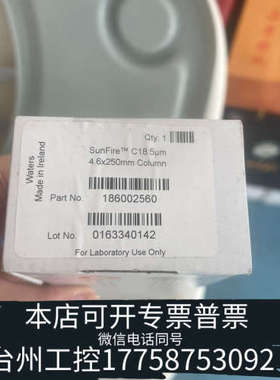 Qty: 1
SunFire™ C18 5µm
4.6x250mm Column
Waters
Made in Ireland
Part No. 186002560
Lot No. 0163340142
For Laboratory Use Only
本店可开专票普票
微信电话同号
台州工控17758753092